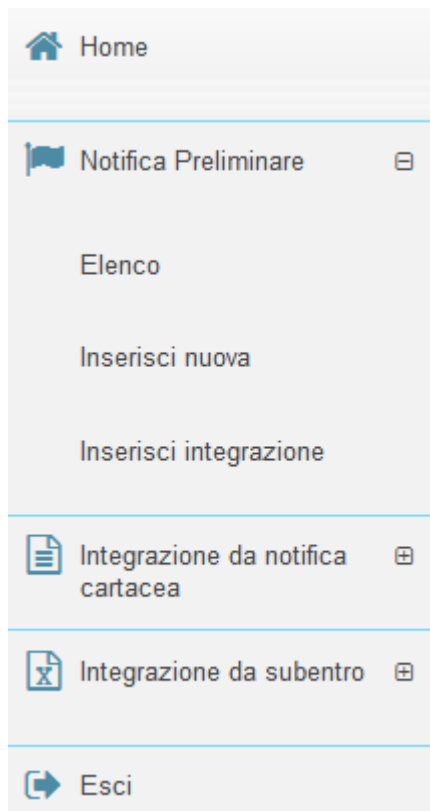 Home
Notifica Preliminare
Elenco
Inserisci nuova
Inserisci integrazione
Integrazione da notifica
cartacea
Integrazione da subentro
Esci